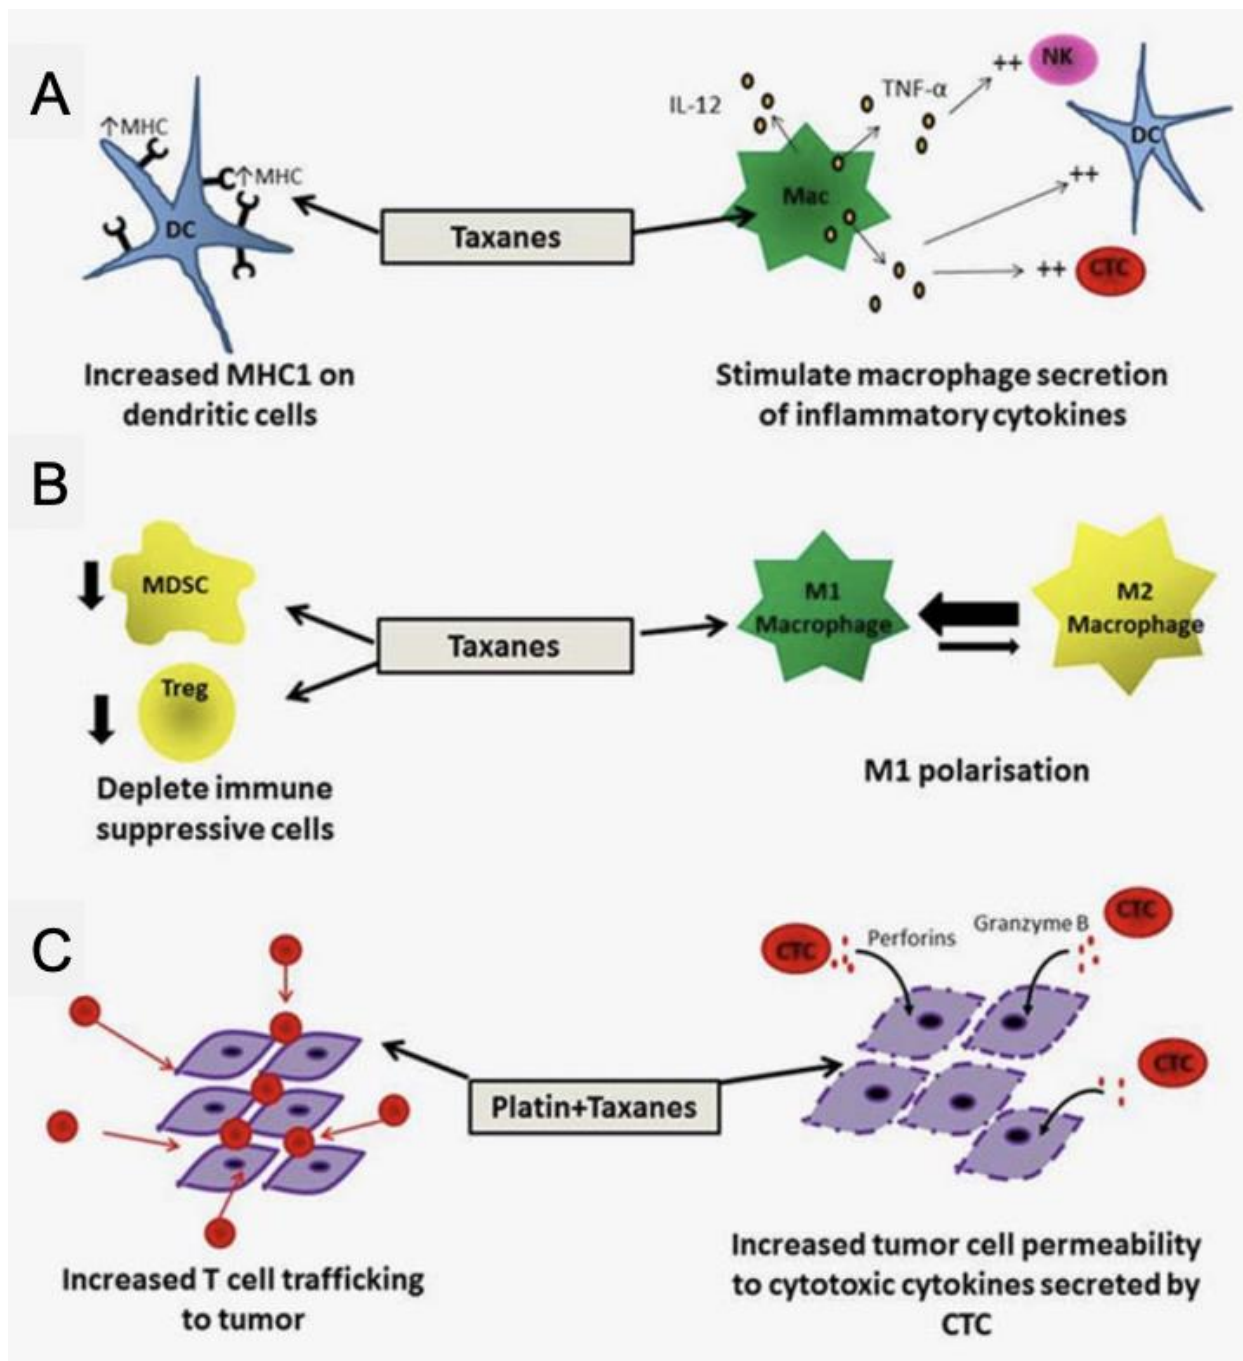 A
↑MHC
↑MHC
DC
Taxanes
IL-12
TNF-α
Mac
++
NK
DC
++
++
CTC
Increased MHC1 on
dendritic cells
Stimulate macrophage secretion
of inflammatory cytokines
B
MDSC
Treg
Deplete immune
suppressive cells
Taxanes
M1
Macrophage
M2
Macrophage
M1 polarisation
C
Increased T cell trafficking
to tumor
Platin+Taxanes
CTC
Perforins
Granzyme B
CTC
CTC
Increased tumor cell permeability
to cytotoxic cytokines secreted by
CTC